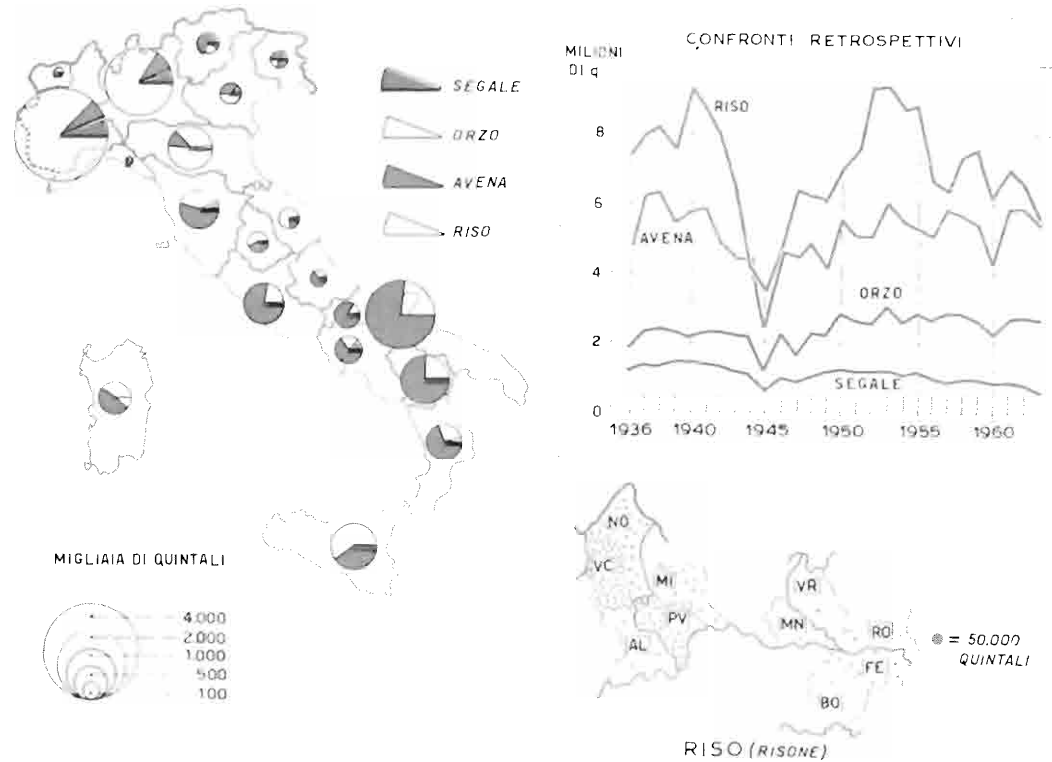 SEGALE
ORZO
AVENA
RISO
MIGLIAIA DI QUINTALI
4.000
2.000
1.000
500
100
CONFRONTI RETROSPETTIVI
MILIONI
DI q
8
6
4
2
0
RISO
AVENA
ORZO
SEGALE
1936 1940 1945 1950 1955 1960
NO
VC
MI
PV
AL
VR
MN
RO
FE
BO
= 50.000
QUINTALI
RISO (RISONE)